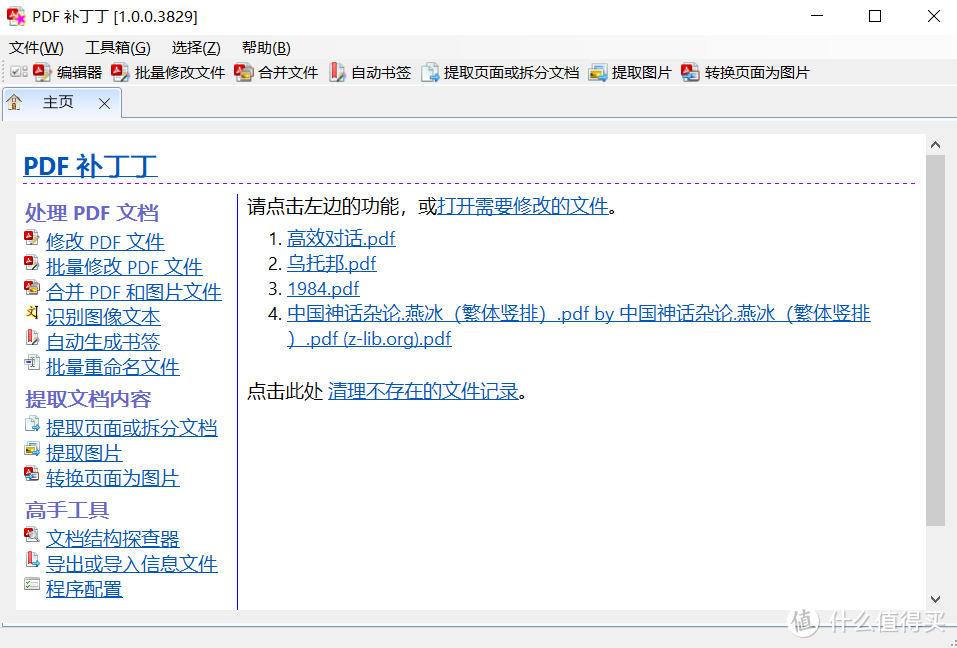 PDF 补丁丁 [1.0.0.3829]
文件(W) 工具箱(G) 选择(Z) 帮助(B)
编辑器 批量修改文件 合并文件 自动书签 提取页面或拆分文档 提取图片 转换页面为图片
主页
PDF 补丁丁
处理 PDF 文档
修改 PDF 文件
批量修改 PDF 文件
合并 PDF 和图片文件
识别图像文本
自动生成书签
批量重命名文件
提取文档内容
提取页面或拆分文档
提取图片
转换页面为图片
高手工具
文档结构探查器
导出或导入信息文件
程序配置
请点击左边的功能，或打开需要修改的文件。
1. 高效对话.pdf
2. 乌托邦.pdf
3. 1984.pdf
4. 中国神话杂论.燕冰（繁体竖排）.pdf by 中国神话杂论.燕冰（繁体竖排
）.pdf (z-lib.org).pdf
点击此处 清理不存在的文件记录。
值 什么值得买